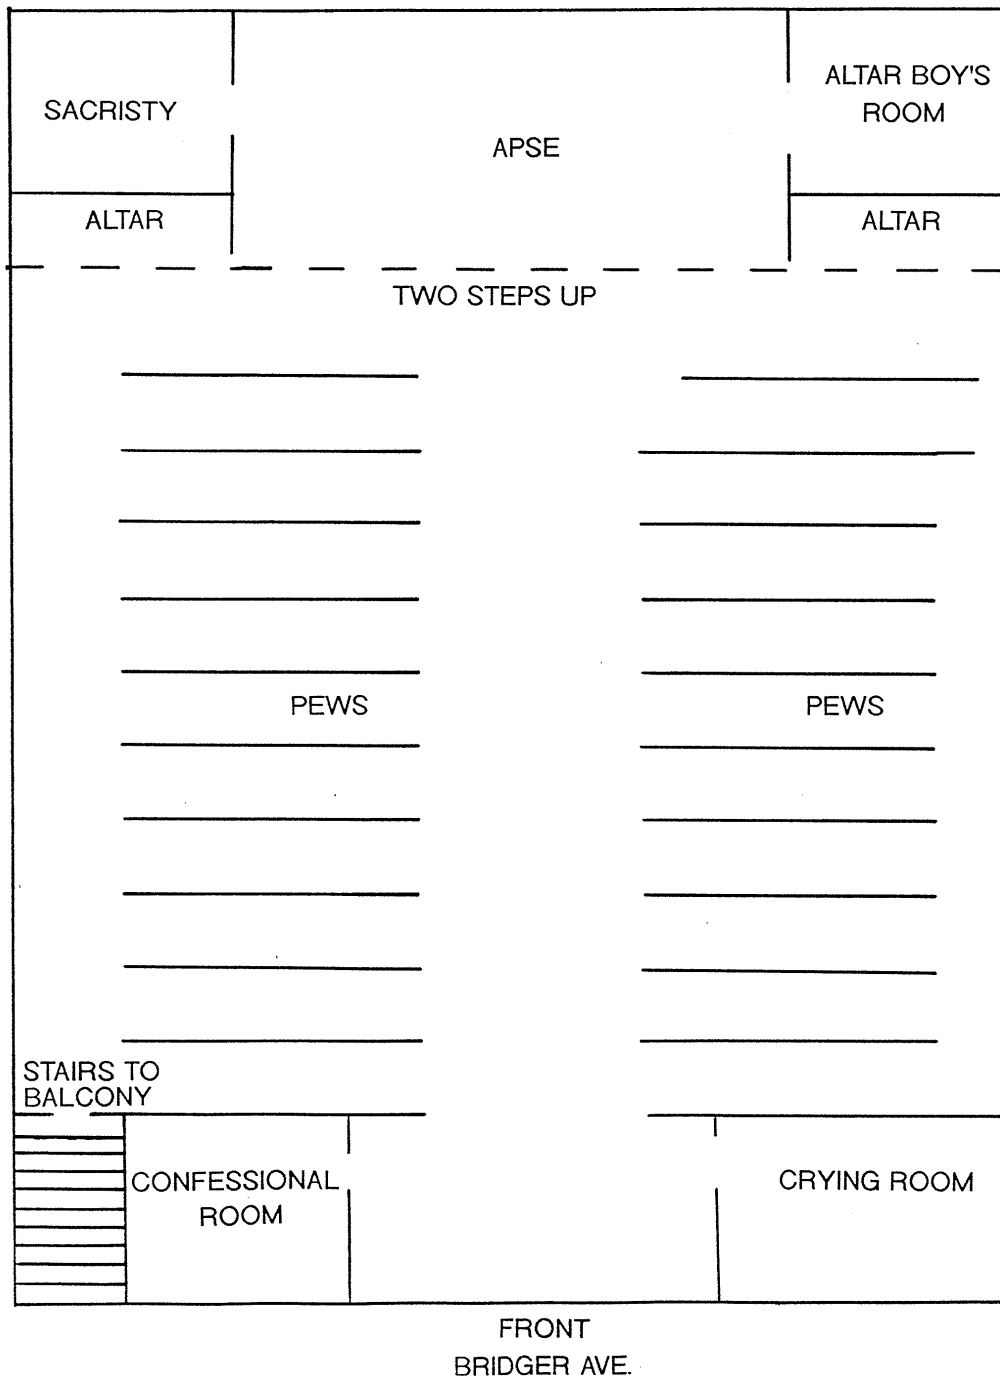 SACRISTY
APSE
ALTAR BOY'S
ROOM
ALTAR
ALTAR
TWO STEPS UP
PEWS
PEWS
STAIRS TO
BALCONY
CONFESSIONAL
ROOM
CRYING ROOM
FRONT
BRIDGER AVE.